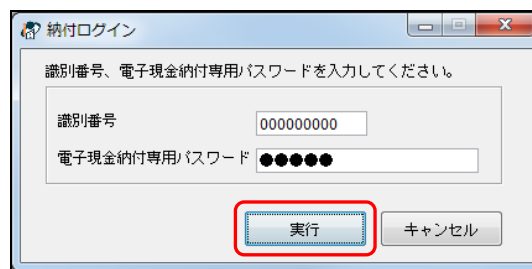 納付ログイン
識別番号、電子現金納付専用パスワードを入力してください。
識別番号 000000000
電子現金納付専用パスワード ●●●●●
実行 キャンセル